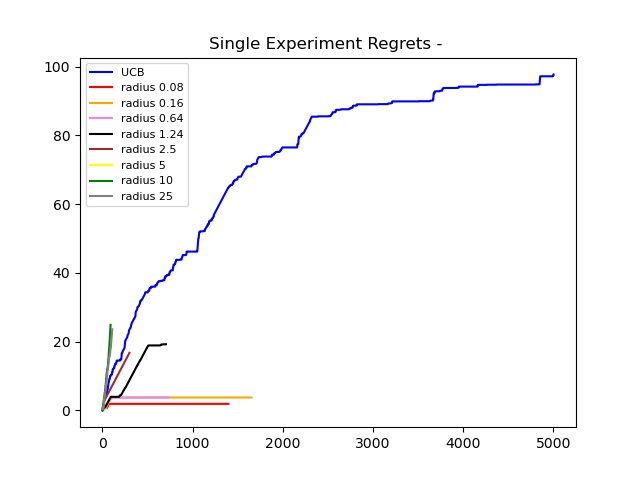 Single Experiment Regrets -
100
80
60
40
20
0
UCB
radius 0.08
radius 0.16
radius 0.64
radius 1.24
radius 2.5
radius 5
radius 10
radius 25
0 1000 2000 3000 4000 5000